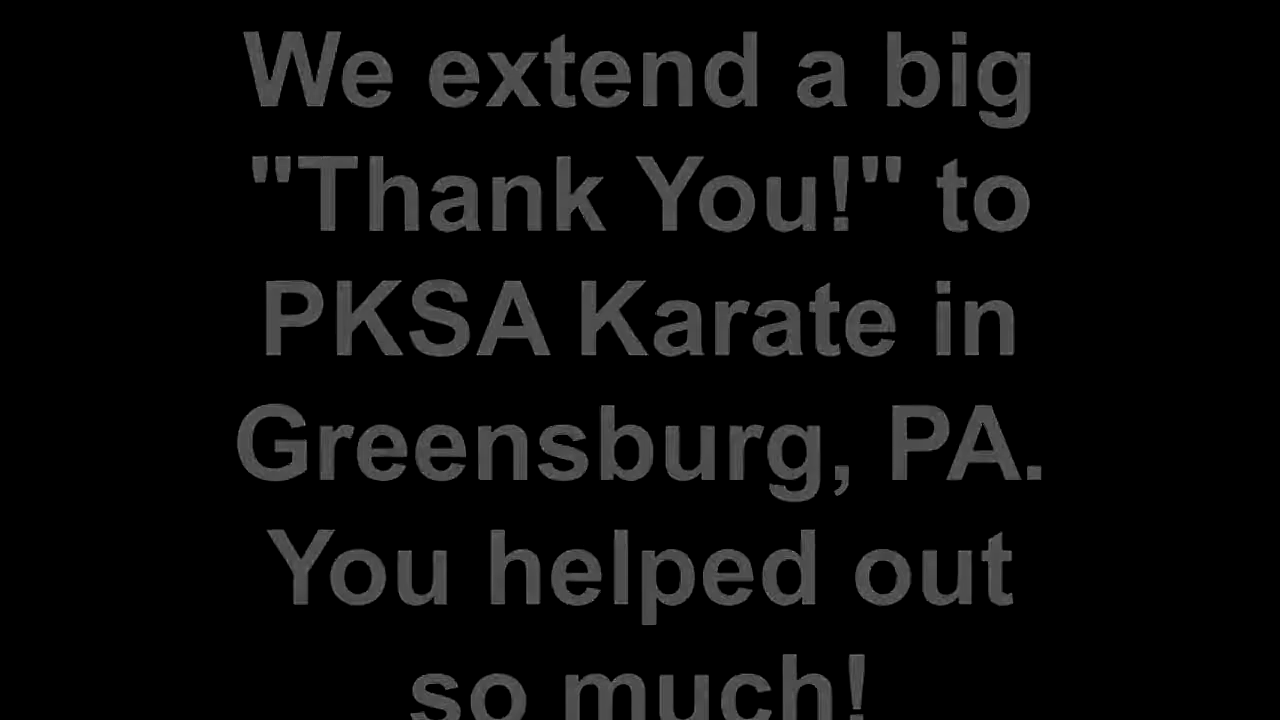 We extend a big
"Thank You!" to
PKSA Karate in
Greensburg, PA.
You helped out
so much!